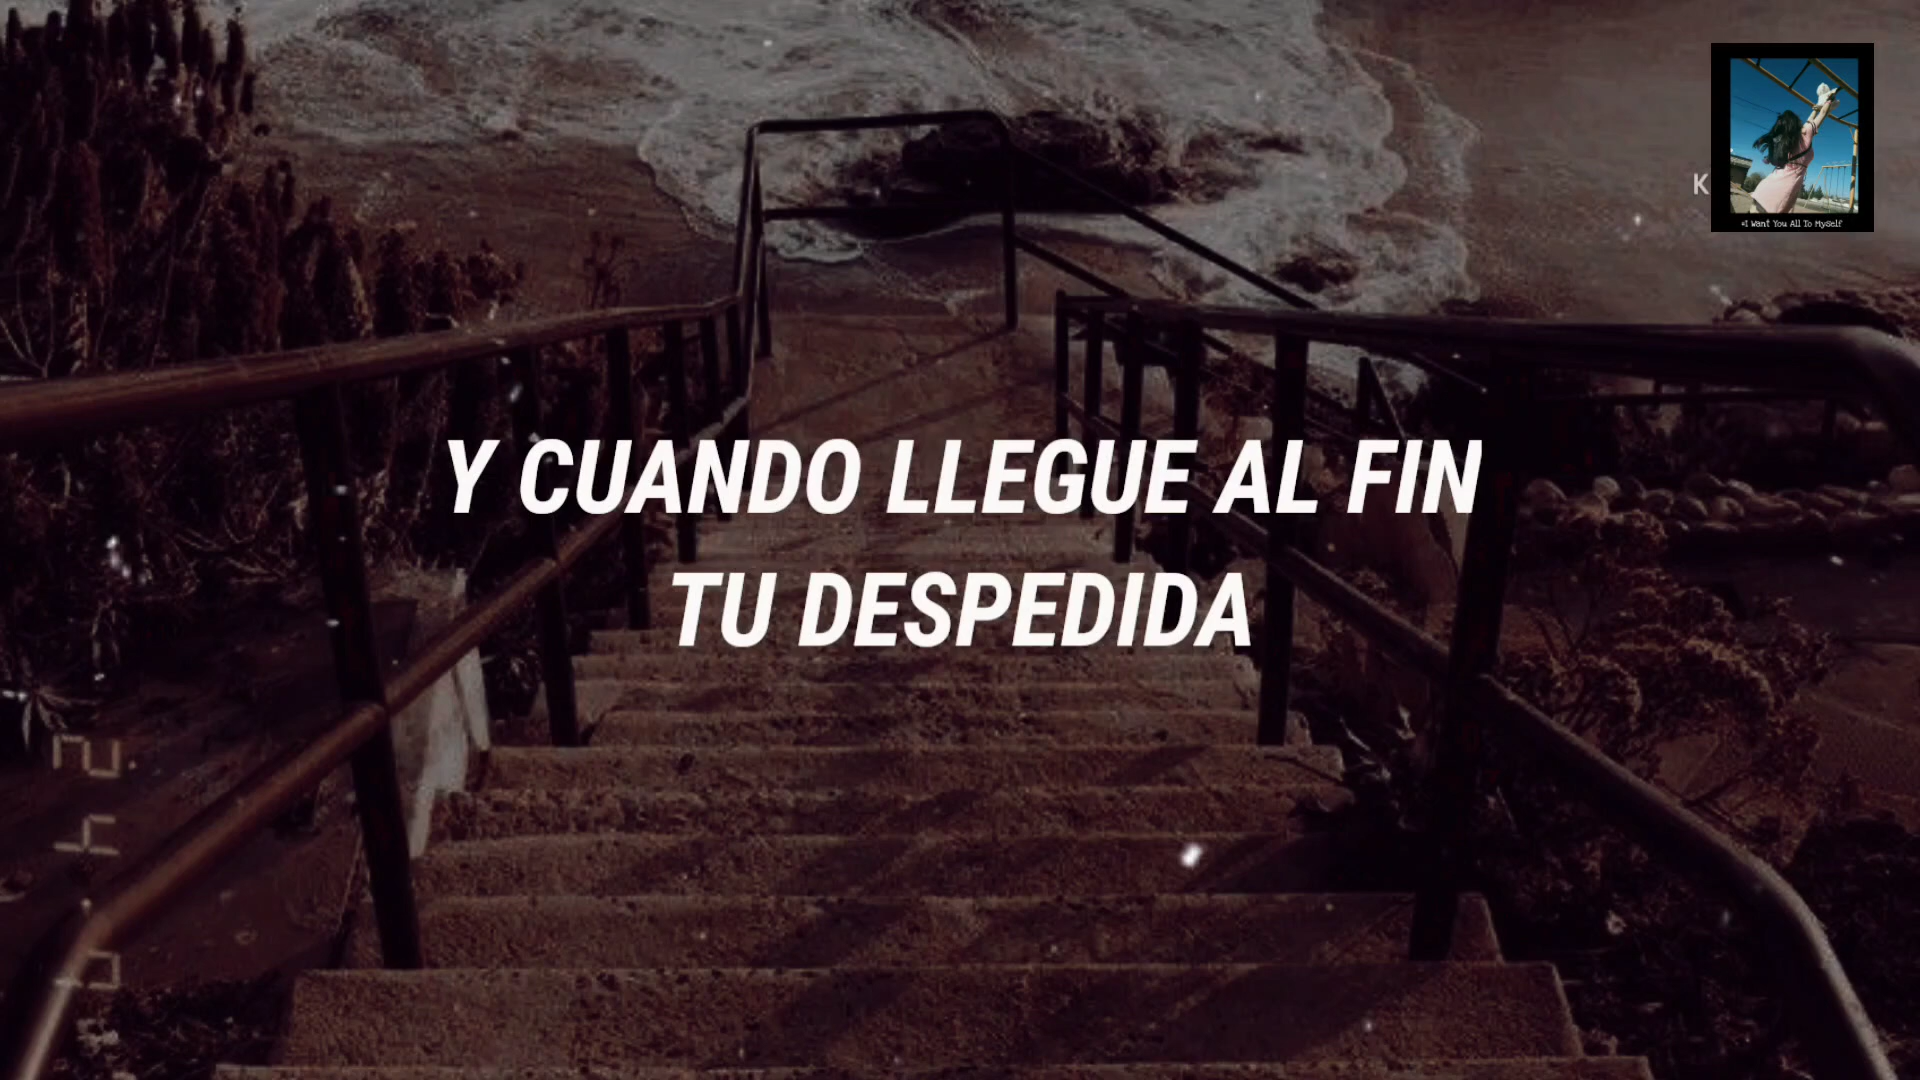 K
*I Want You All To MySelf
Y CUANDO LLEGUE AL FIN
TU DESPEDIDA